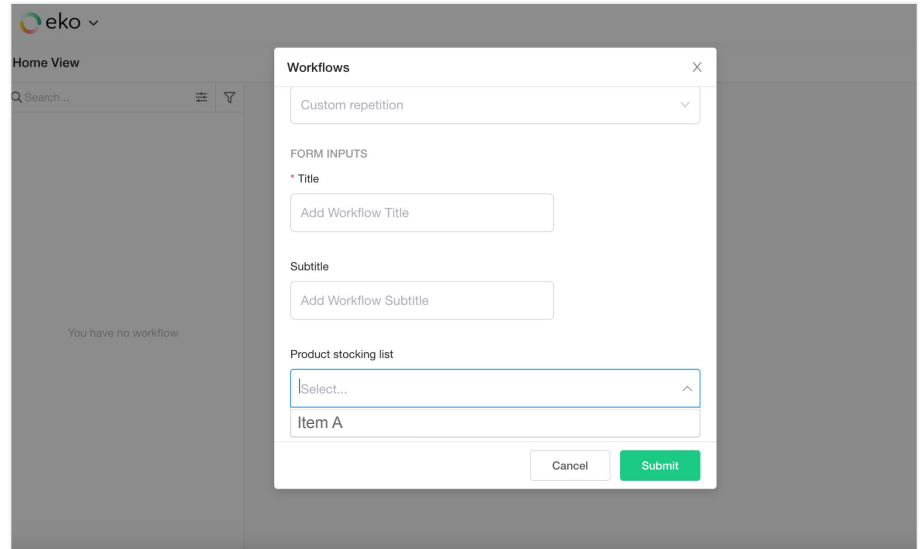 eko
Home View
Workflows
Search...
Custom repetition
FORM INPUTS
* Title
Add Workflow Title
Subtitle
Add Workflow Subtitle
You have no workflow
Product stocking list
Select...
Item A
Cancel Submit